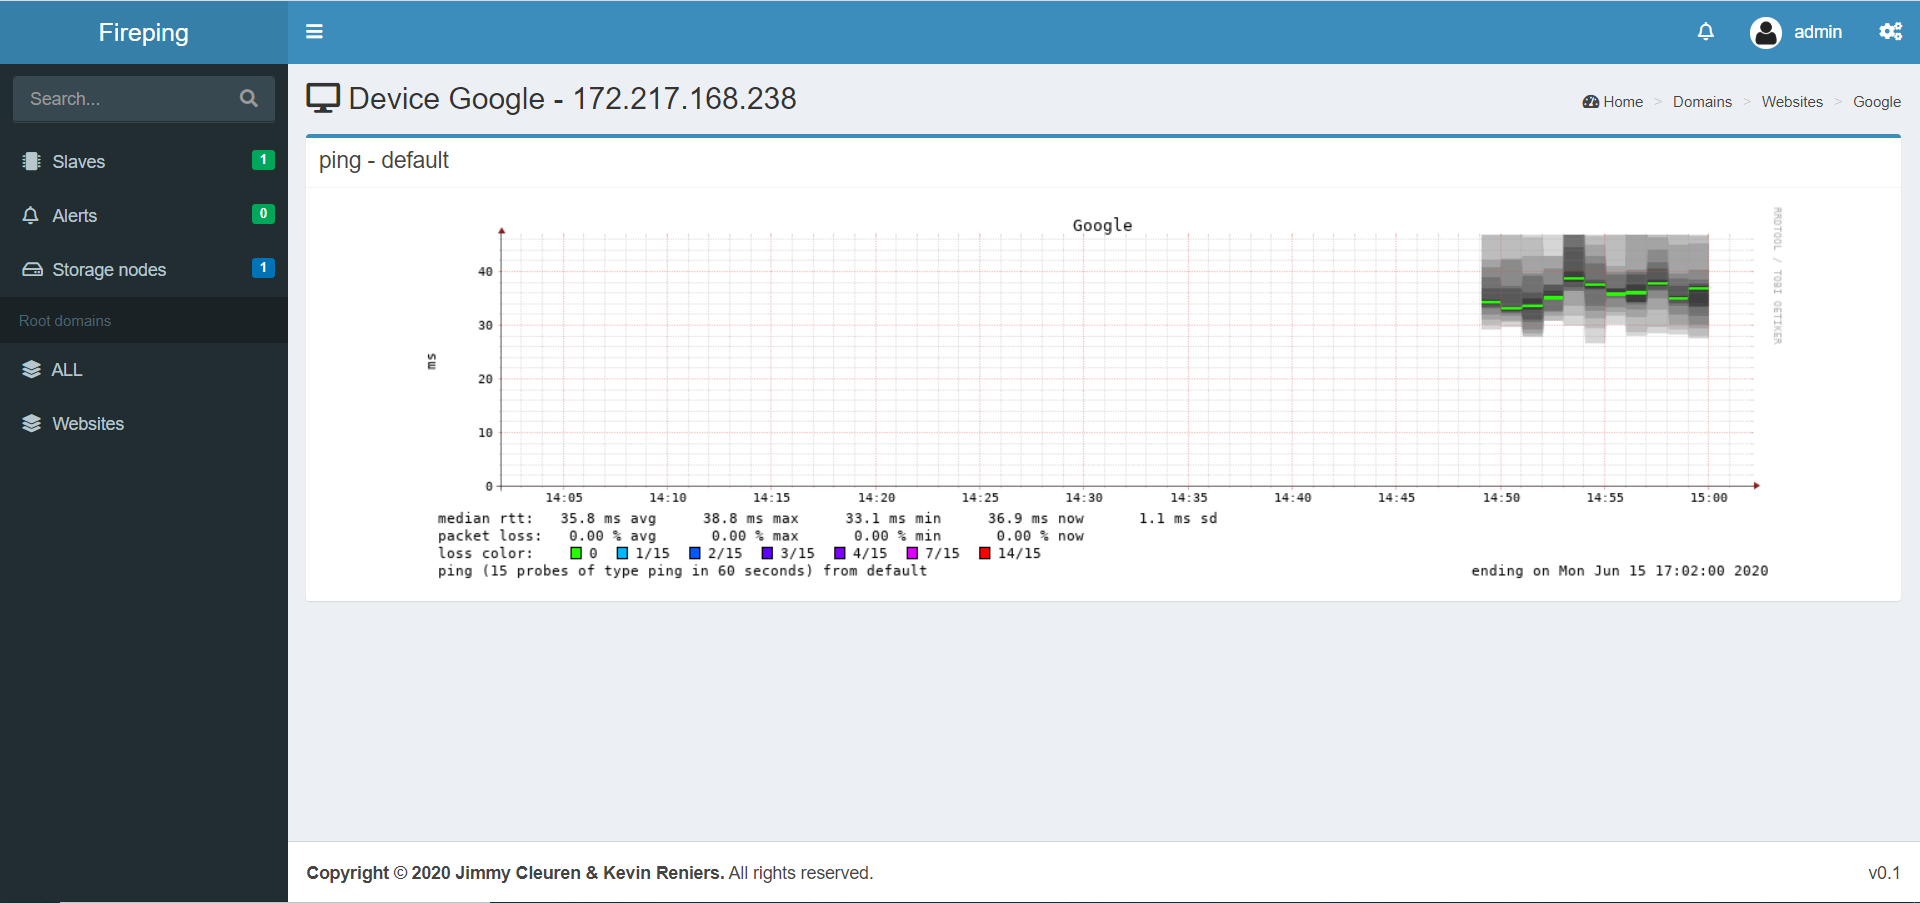 Fireping
admin
Search...
Slaves 1
Alerts 0
Storage nodes 1
Root domains
ALL
Websites
Device Google - 172.217.168.238
Home > Domains > Websites > Google
ping - default
Google
RRDTOOL / TOBI OETIKER
ms
40
30
20
10
0
14:05 14:10 14:15 14:20 14:25 14:30 14:35 14:40 14:45 14:50 14:55 15:00
median rtt: 35.8 ms avg 38.8 ms max 33.1 ms min 36.9 ms now 1.1 ms sd
packet loss: 0.00 % avg 0.00 % max 0.00 % min 0.00 % now
loss color: 0 1/15 2/15 3/15 4/15 7/15 14/15
ping (15 probes of type ping in 60 seconds) from default ending on Mon Jun 15 17:02:00 2020
Copyright © 2020 Jimmy Cleuren & Kevin Reniers. All rights reserved. v0.1